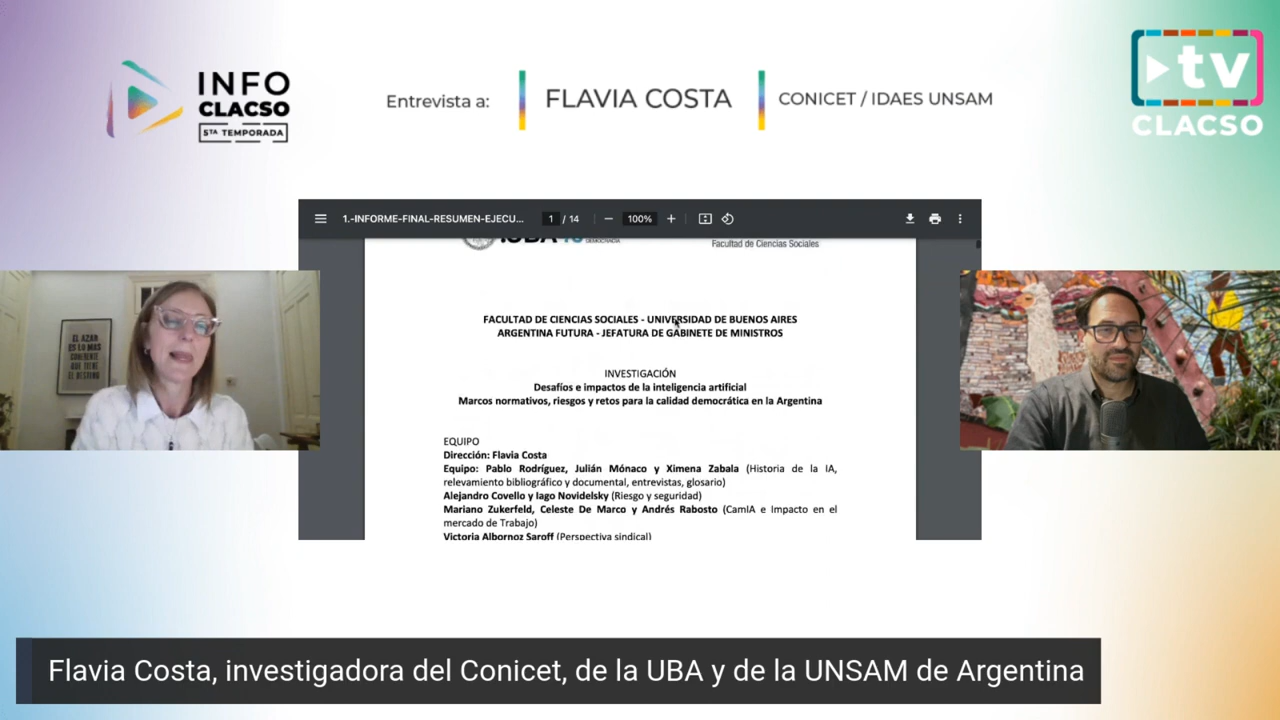 INFO
CLACSO
5TA TEMPORADA
Entrevista a:
FLAVIA COSTA
CONICET / IDAES UNSAM
tv
CLACSO
1.-INFORME-FINAL-RESUMEN-EJECU...
1 / 14
100%
Facultad de Ciencias Sociales
FACULTAD DE CIENCIAS SOCIALES - UNIVERSIDAD DE BUENOS AIRES
ARGENTINA FUTURA - JEFATURA DE GABINETE DE MINISTROS
INVESTIGACIÓN
Desafíos e impactos de la inteligencia artificial
Marcos normativos, riesgos y retos para la calidad democrática en la Argentina
EQUIPO
Dirección: Flavia Costa
Equipo: Pablo Rodríguez, Julián Mónaco y Ximena Zabala (Historia de la IA,
relevamiento bibliográfico y documental, entrevistas, glosario)
Alejandro Covello y Iago Novidelsky (Riesgo y seguridad)
Mariano Zukerfeld, Celeste De Marco y Andrés Rabosto (CamIA e Impacto en el
mercado de Trabajo)
Victoria Albornoz Saroff (Perspectiva sindical)
EL AZAR
ES LO MAS
COHERENTE
QUE TIENE
EL DESTINO
Flavia Costa, investigadora del Conicet, de la UBA y de la UNSAM de Argentina